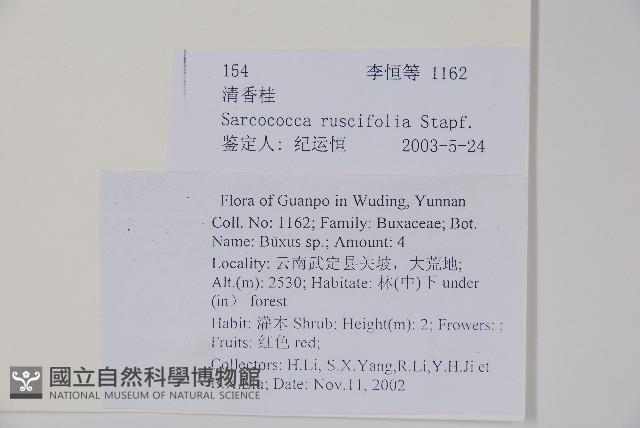 154 李恒等 1162
清香桂
Sarcococca ruscifolia Stapf.
鉴定人: 纪运恒 2003-5-24
Flora of Guanpo in Wuding, Yunnan
Coll. No: 1162; Family: Buxaceae; Bot.
Name: Buxus sp.; Amount: 4
Locality: 云南武定县关坡，大荒地;
Alt.(m): 2530; Habitate: 林(中)下 under
(in） forest
Habit: 灌本 Shrub: Height(m): 2; Frowers: ;
Fruits: 红色 red;
Collectors: H.Li, S.X.Yang,R.Li,Y.H.Ji et
Date: Nov.11, 2002
國立自然科學博物館
NATIONAL MUSEUM OF NATURAL SCIENCE